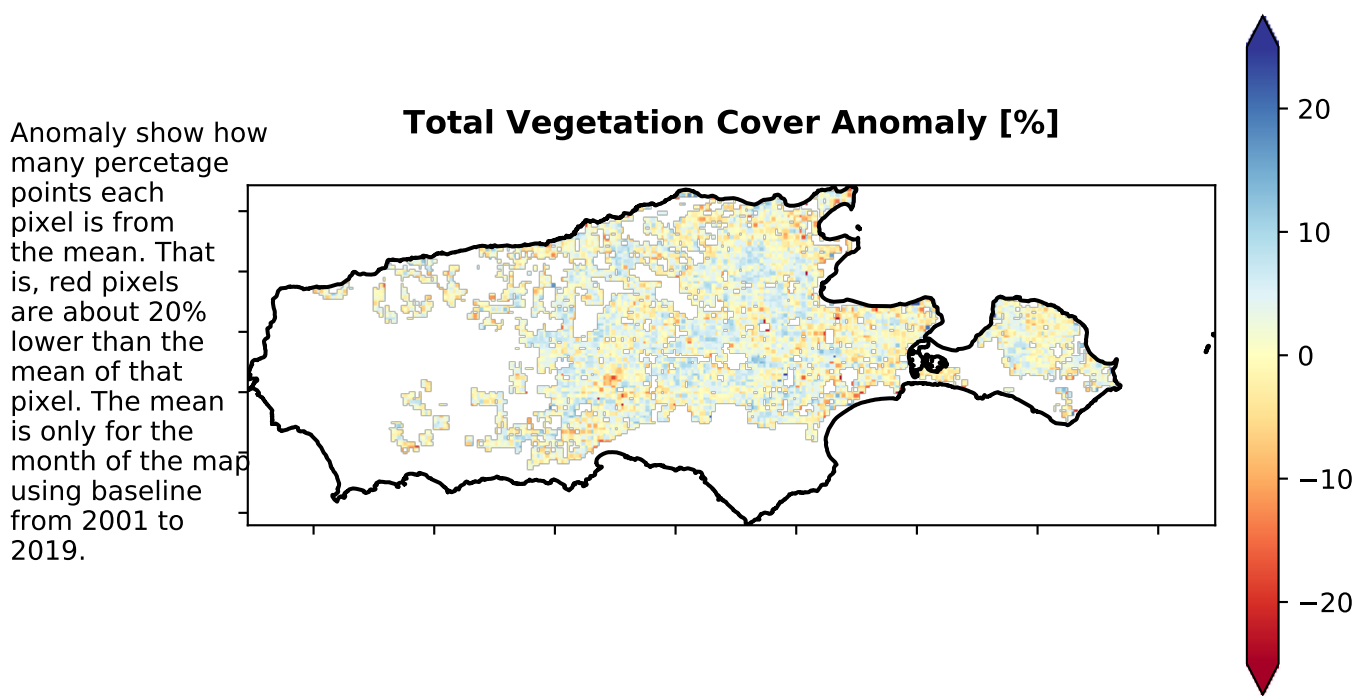 Total Vegetation Cover Anomaly [%]
Anomaly show how
many percetage
points each
pixel is from
the mean. That
is, red pixels
are about 20%
lower than the
mean of that
pixel. The mean
is only for the
month of the map
using baseline
from 2001 to
2019.
20
10
0
−10
−20